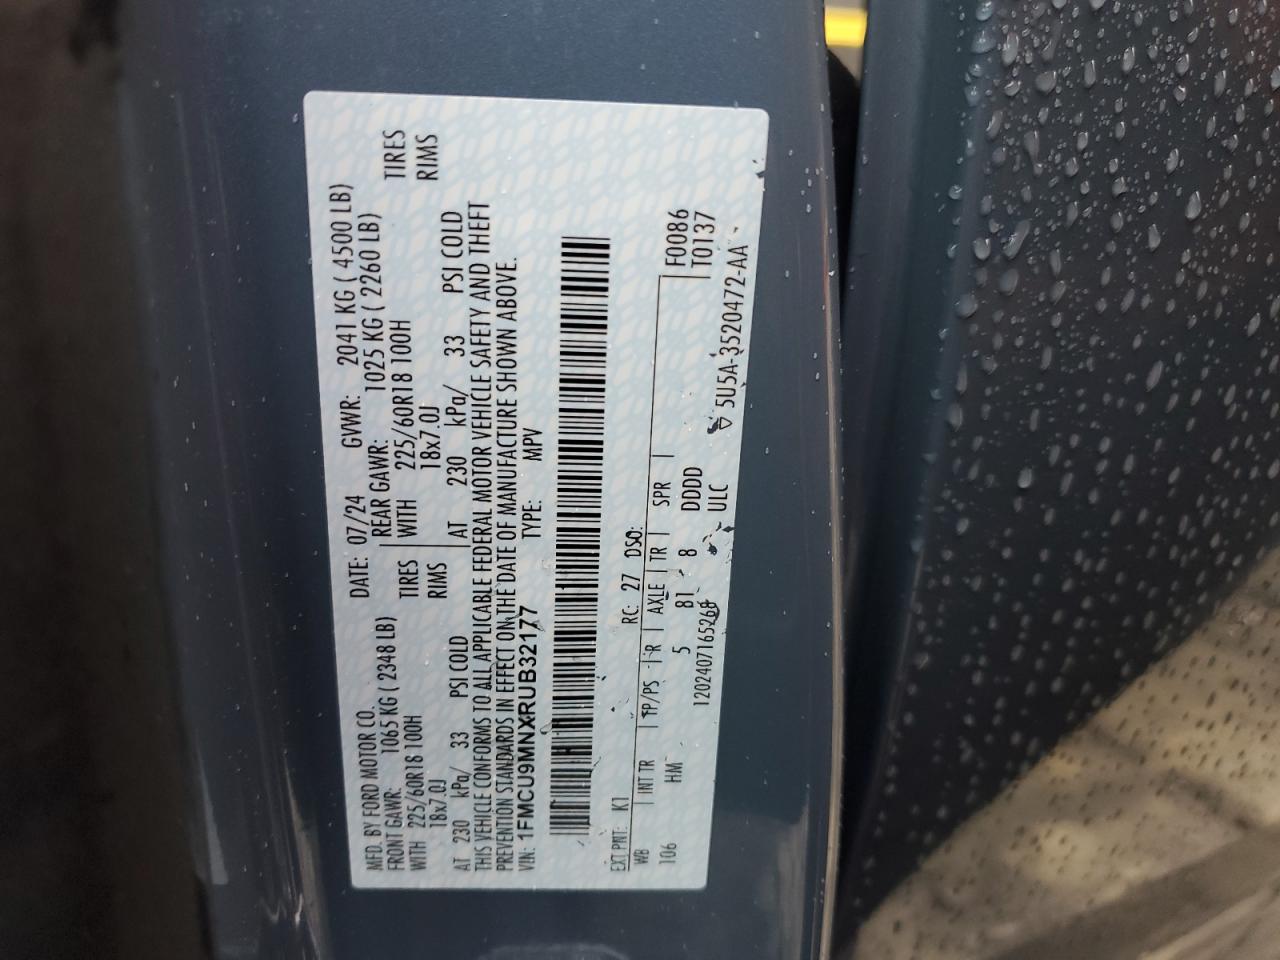 MFD. BY FORD MOTOR CO.
DATE: 07/24 GVWR: 2041 KG ( 4500 LB)
FRONT GAWR: 1065 KG ( 2348 LB) REAR GAWR: 1025 KG ( 2260 LB)
WITH 225/60R18 100H TIRES WITH 225/60R18 100H TIRES
18x7.0J RIMS 18x7.0J RIMS
AT 230 kPa/ 33 PSI COLD AT 230 kPa/ 33 PSI COLD
THIS VEHICLE CONFORMS TO ALL APPLICABLE FEDERAL MOTOR VEHICLE SAFETY AND THEFT
PREVENTION STANDARDS IN EFFECT ON THE DATE OF MANUFACTURE SHOWN ABOVE.
VIN: 1FMCU9MNXRUB32177 TYPE: MPV
EXT PNT: K1 RC: 27 DSO:
WB INT TR TP/PS R AXLE TR SPR F0086
106 HM 5 81 8 DDDD T0137
ULC
5U5A-3520472-AA